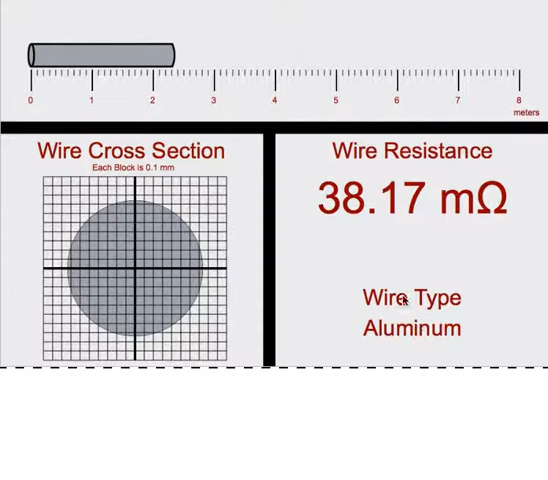 0 1 2 3 4 5 6 7 8
meters
Wire Cross Section
Each Block is 0.1 mm
Wire Resistance
38.17 mΩ
Wire Type
Aluminum